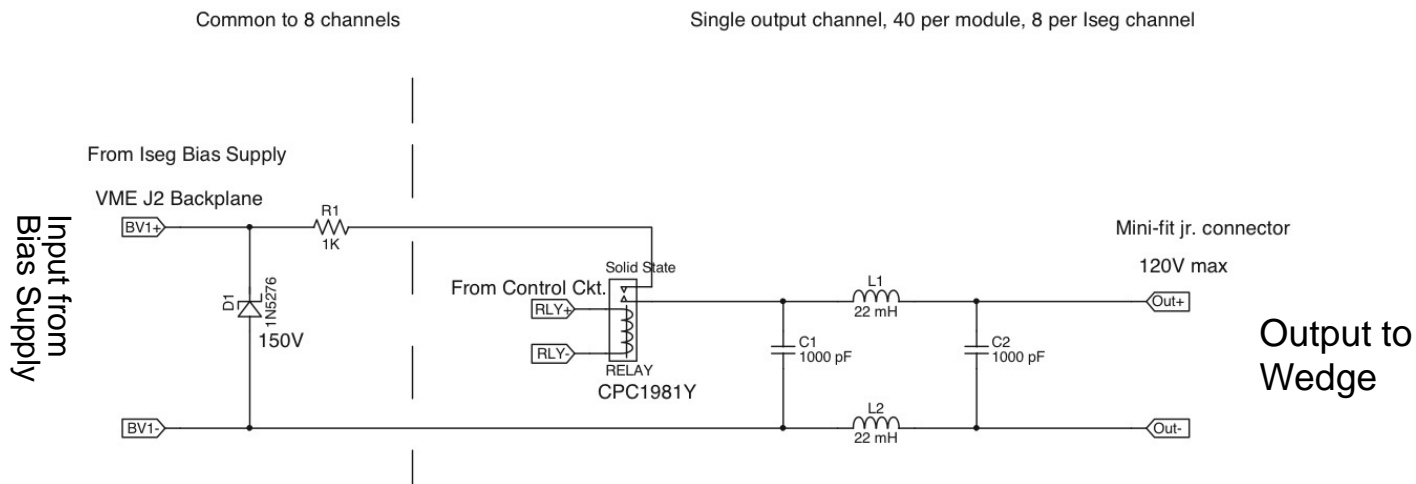 Common to 8 channels
Single output channel, 40 per module, 8 per Iseg channel
From Iseg Bias Supply
VME J2 Backplane
Input from
Bias Supply
BV1+
R1
1K
D1
1N5276
150V
BV1-
Solid State
From Control Ckt.
RLY+
RLY-
RELAY
CPC1981Y
C1
1000 pF
L1
22 mH
L2
22 mH
C2
1000 pF
Mini-fit jr. connector
120V max
Out+
Out-
Output to
Wedge